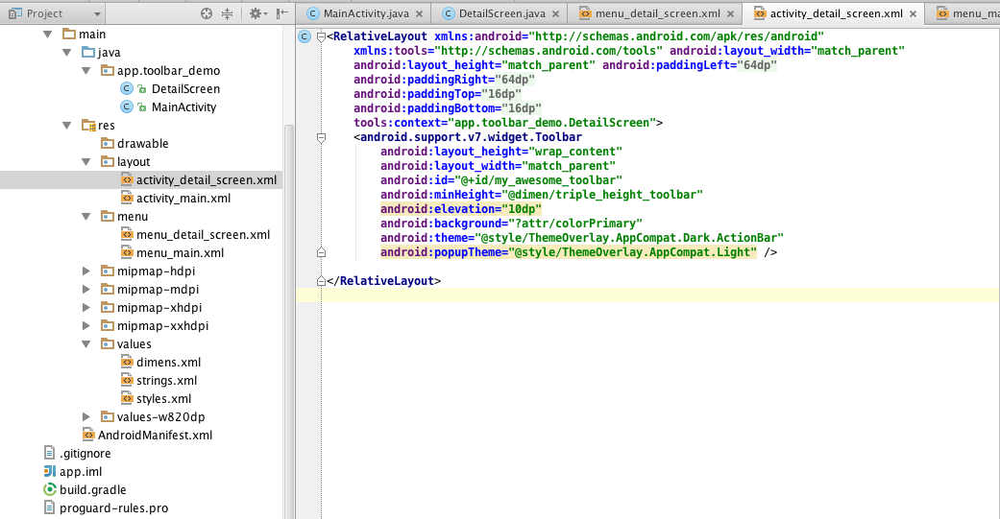 Project
MainActivity.java
DetailScreen.java
menu_detail_screen.xml
activity_detail_screen.xml
menu_ma
main
java
app.toolbar_demo
DetailScreen
MainActivity
res
drawable
layout
activity_detail_screen.xml
activity_main.xml
menu
menu_detail_screen.xml
menu_main.xml
mipmap-hdpi
mipmap-mdpi
mipmap-xhdpi
mipmap-xxhdpi
values
dimens.xml
strings.xml
styles.xml
values-w820dp
AndroidManifest.xml
.gitignore
app.iml
build.gradle
proguard-rules.pro
<RelativeLayout xmlns:android="http://schemas.android.com/apk/res/android"
xmlns:tools="http://schemas.android.com/tools" android:layout_width="match_parent"
android:layout_height="match_parent" android:paddingLeft="64dp"
android:paddingRight="64dp"
android:paddingTop="16dp"
android:paddingBottom="16dp"
tools:context="app.toolbar_demo.DetailScreen">
<android.support.v7.widget.Toolbar
android:layout_height="wrap_content"
android:layout_width="match_parent"
android:id="@+id/my_awesome_toolbar"
android:minHeight="@dimen/triple_height_toolbar"
android:elevation="10dp"
android:background="?attr/colorPrimary"
android:theme="@style/ThemeOverlay.AppCompat.Dark.ActionBar"
android:popupTheme="@style/ThemeOverlay.AppCompat.Light" />
</RelativeLayout>